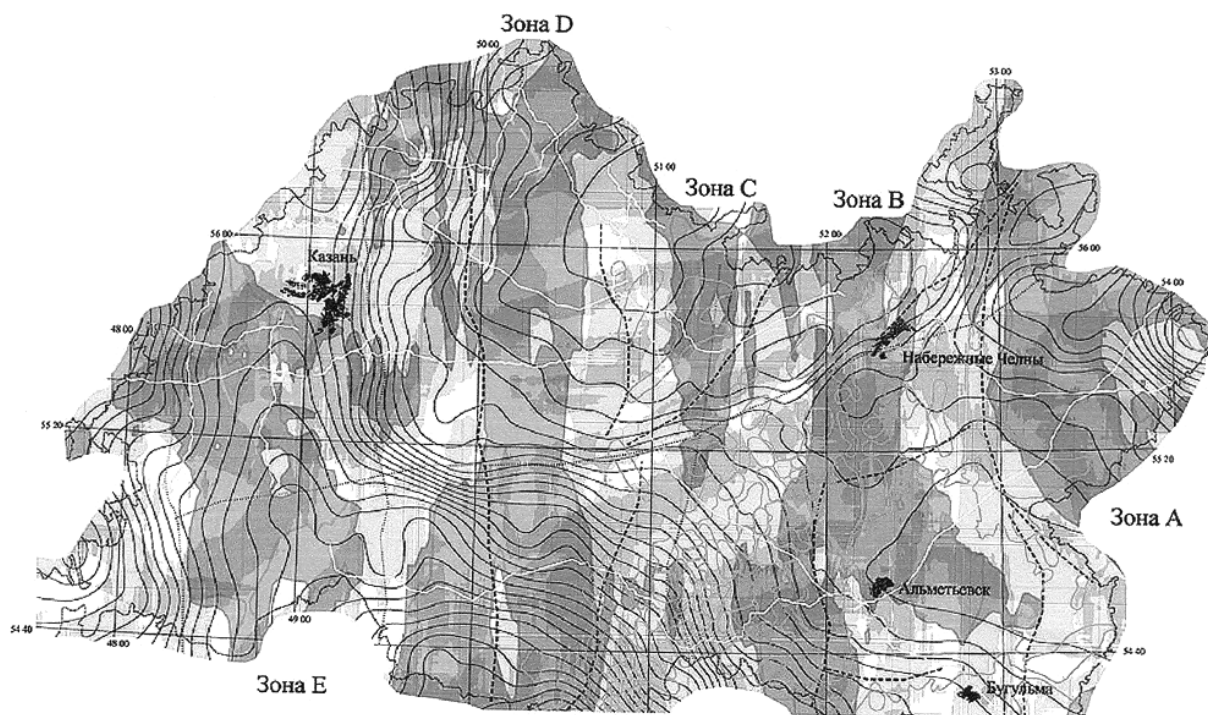 Зона D
50 00
53 00
51 00
Зона C
Зона B
52 00
56 00
56 00
Казань
54 00
48 00
Набережные Челны
55 20
55 20
Зона A
Альметьевск
54 40
48 00
49 00
54 40
Зона E
Бугульма